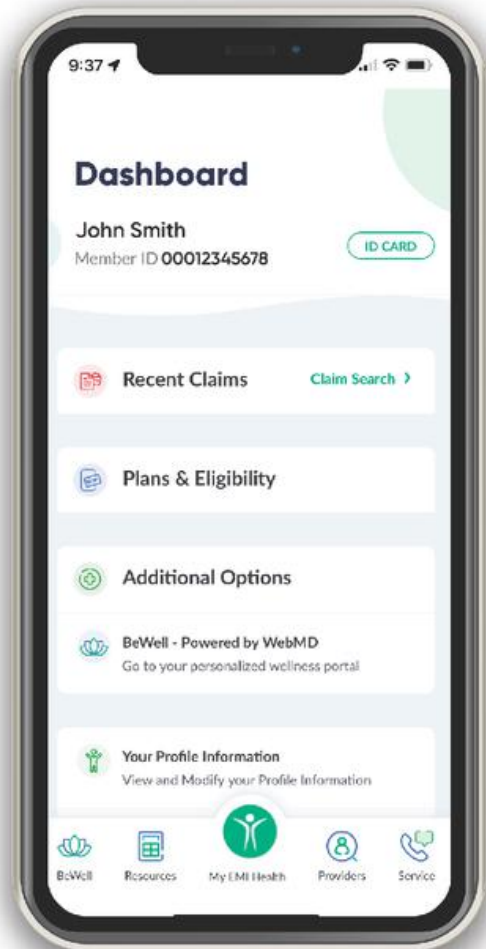 9:37
Dashboard
John Smith
Member ID 00012345678
ID CARD
Recent Claims
Claim Search
Plans & Eligibility
Additional Options
BeWell - Powered by WebMD
Go to your personalized wellness portal
Your Profile Information
View and Modify your Profile Information
BeWell
Resources
My EMI Health
Providers
Service